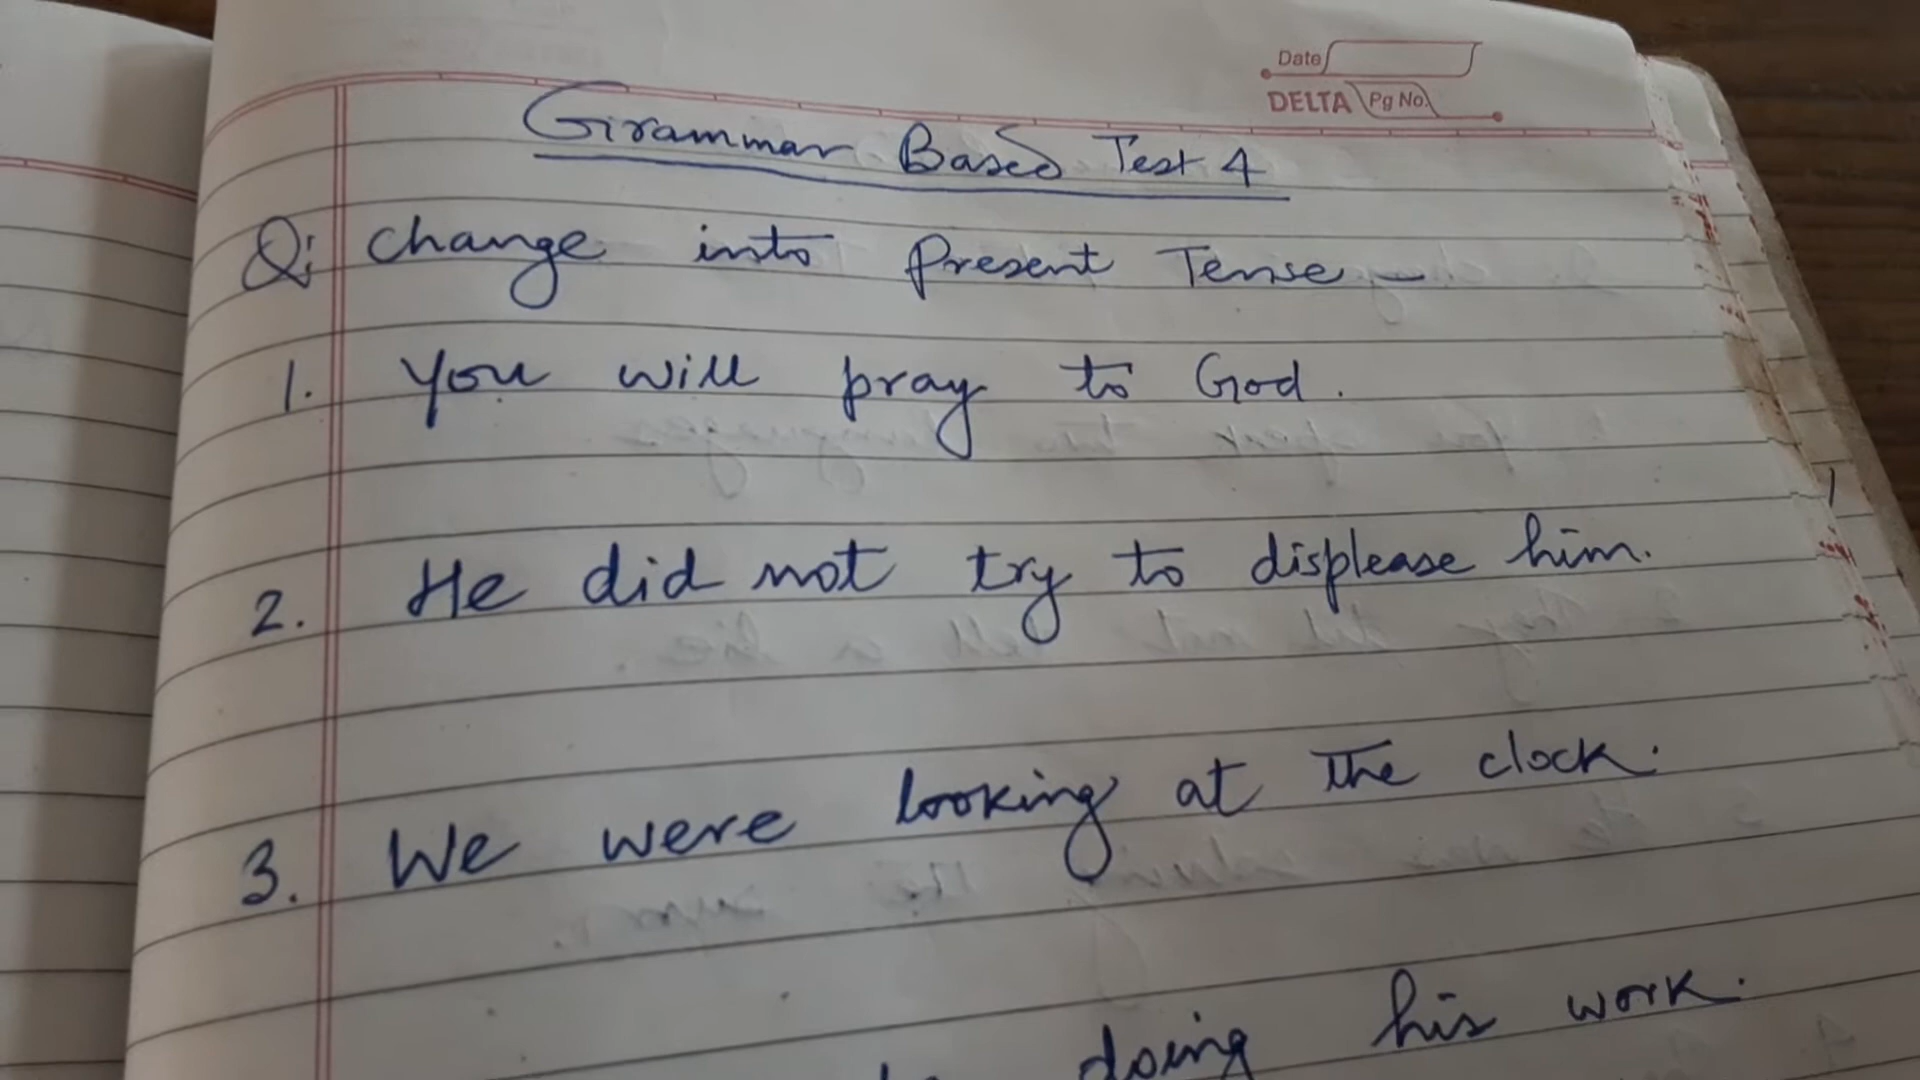 Date
DELTA Pg No.
Grammar Based Test 4
Q: Change into Present Tense -
1. You will pray to God.
2. He did not try to displease him.
3. We were looking at the clock.
doing his work.